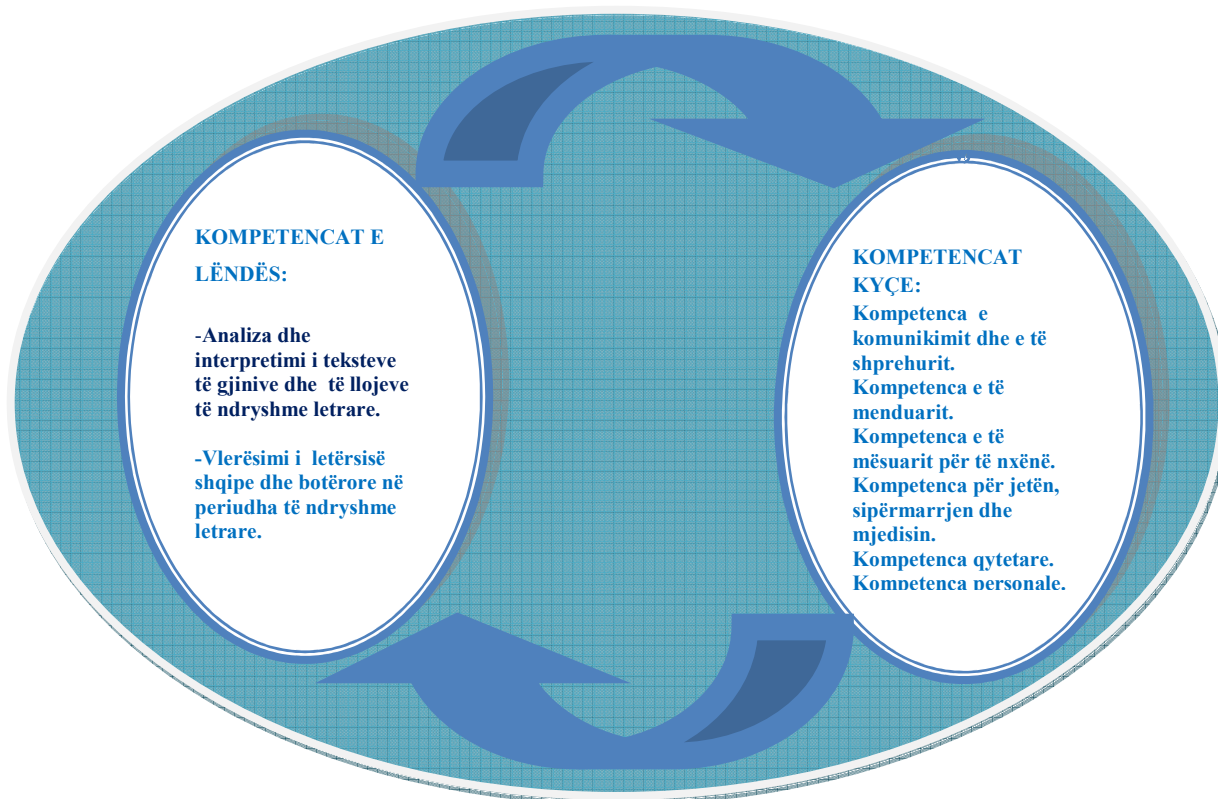 KOMPETENCAT E
LËNDËS:
-Analiza dhe
interpretimi i teksteve
të gjinive dhe të llojeve
të ndryshme letrare.
-Vlerësimi i letërsisë
shqipe dhe botërore në
periudha të ndryshme
letrare.
KOMPETENCAT
KYÇE:
Kompetenca e
komunikimit dhe e të
shprehurit.
Kompetenca e të
menduarit.
Kompetenca e të
mësuarit për të nxënë.
Kompetenca për jetën,
sipërmarrjen dhe
mjedisin.
Kompetenca qytetare.
Kompetenca personale.